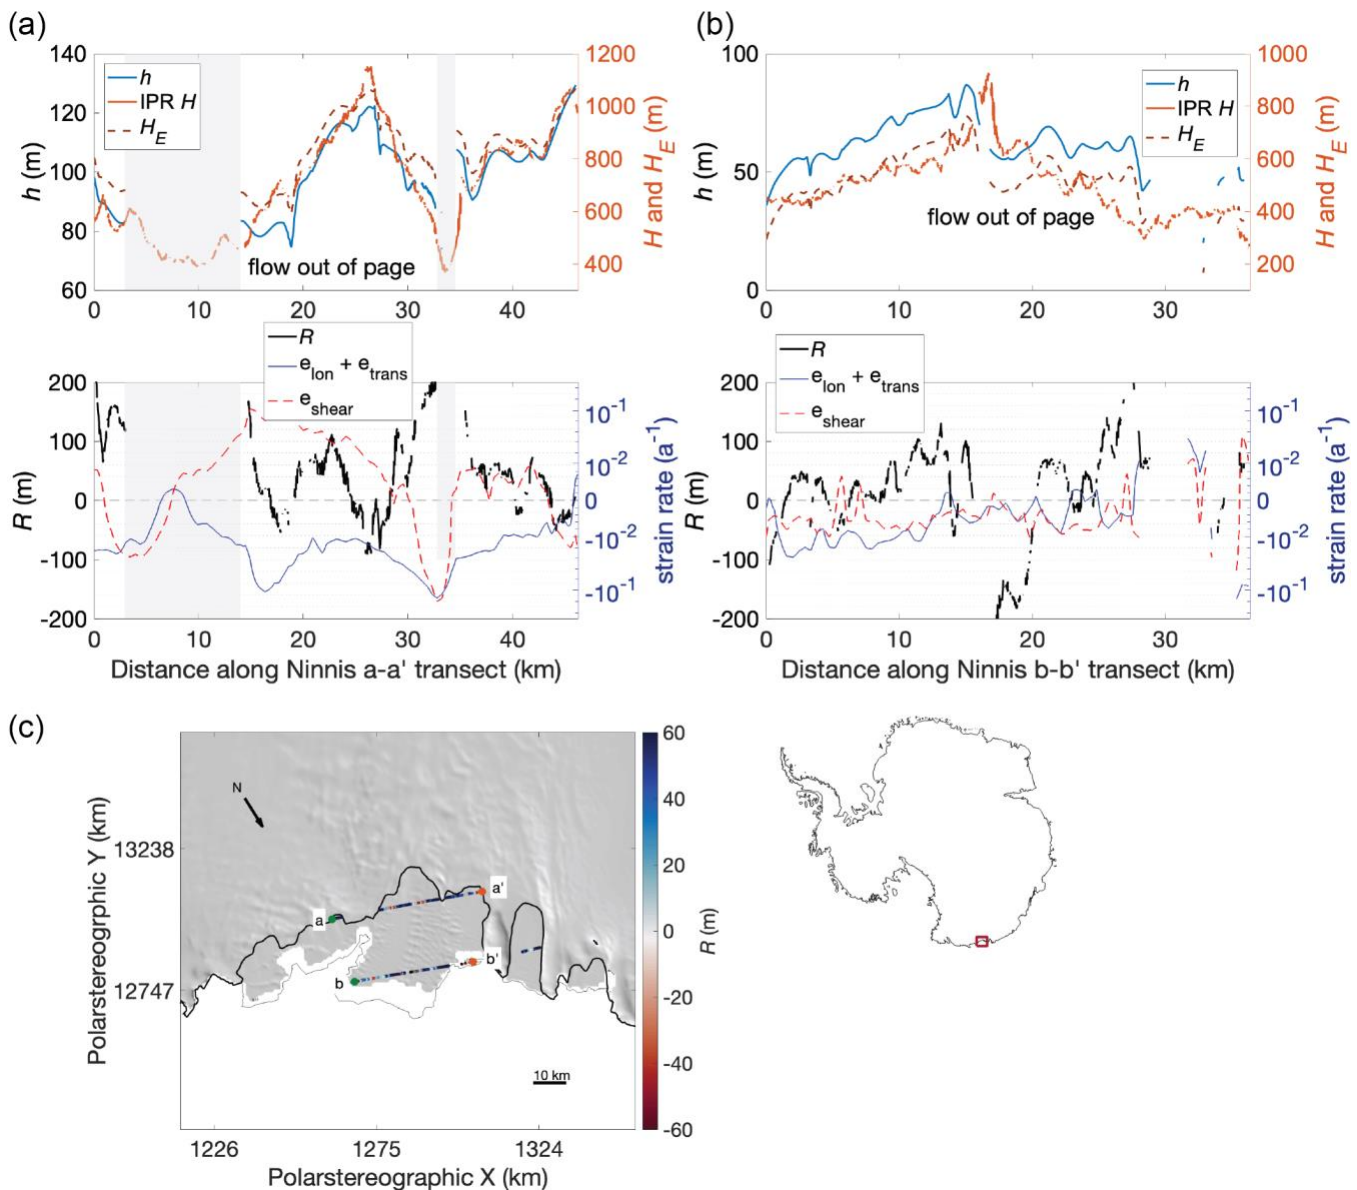 (a)
140
120
100
80
60
h (m)
h
IPR H
H_E
flow out of page
1200
1000
800
600
400
H and H_E (m)
0 10 20 30 40
(b)
100
50
0
h (m)
h
IPR H
H_E
flow out of page
1000
800
600
400
200
H and H_E (m)
0 10 20 30
R
e_lon + e_trans
e_shear
200
100
0
-100
-200
R (m)
10^-1
10^-2
0
-10^-2
-10^-1
strain rate (a^-1)
0 10 20 30 40
Distance along Ninnis a-a' transect (km)
R
e_lon + e_trans
e_shear
200
100
0
-100
-200
R (m)
10^-1
10^-2
0
-10^-2
-10^-1
strain rate (a^-1)
0 10 20 30
Distance along Ninnis b-b' transect (km)
(c)
N
a
a'
b
b'
10 km
13238
12747
Polarstereogrphic Y (km)
1226 1275 1324
Polarstereographic X (km)
60
40
20
0
-20
-40
-60
R (m)